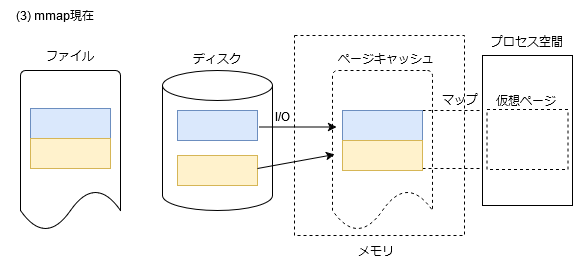 (3) mmap現在
ファイル
ディスク
ページキャッシュ
プロセス空間
I/O
マップ
仮想ページ
メモリ